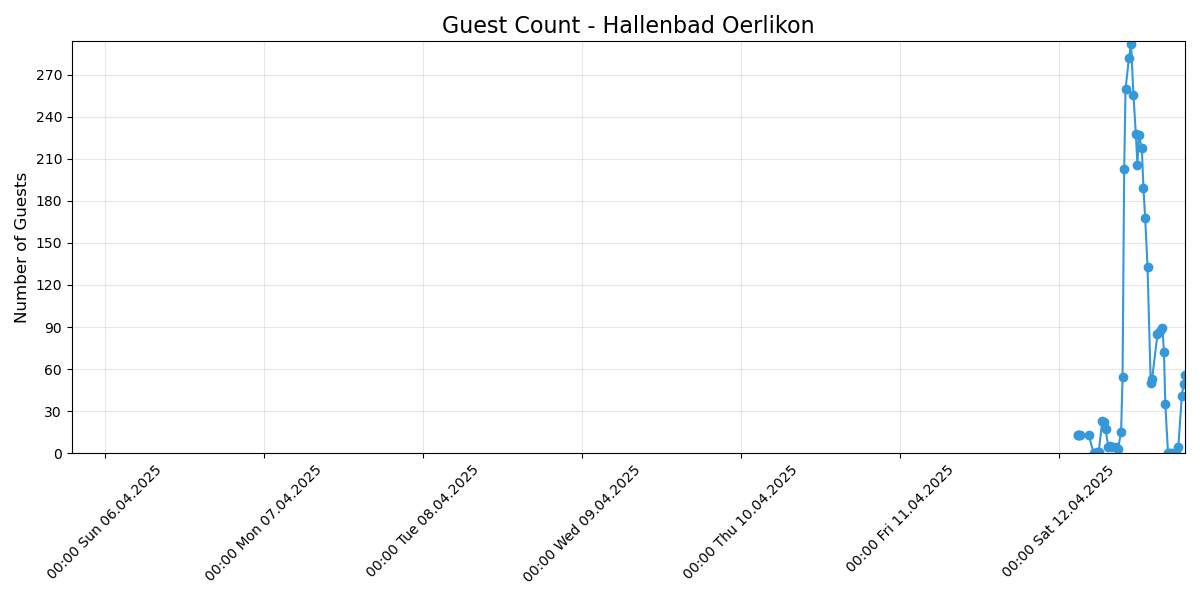 Guest Count - Hallenbad Oerlikon
Number of Guests
270
240
210
180
150
120
90
60
30
0
00:00 Sun 06.04.2025
00:00 Mon 07.04.2025
00:00 Tue 08.04.2025
00:00 Wed 09.04.2025
00:00 Thu 10.04.2025
00:00 Fri 11.04.2025
00:00 Sat 12.04.2025